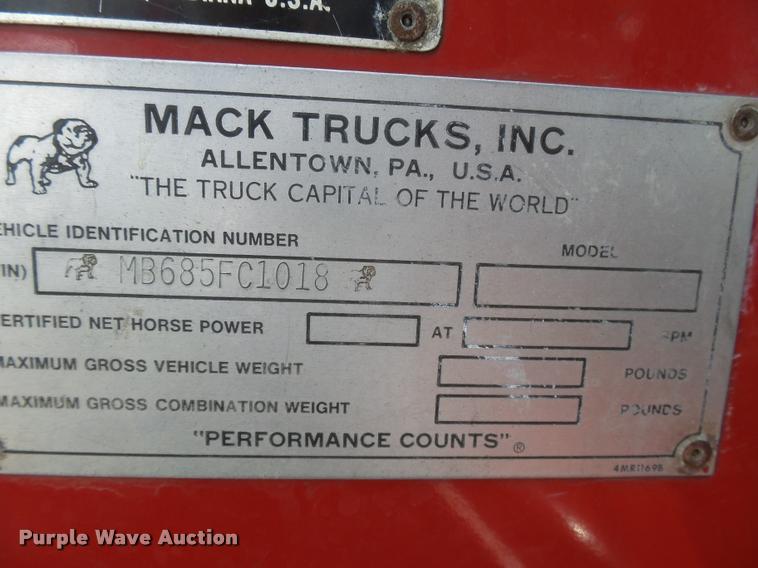 U.S.A.
MACK TRUCKS, INC.
ALLENTOWN, PA., U.S.A.
"THE TRUCK CAPITAL OF THE WORLD"
EHICLE IDENTIFICATION NUMBER
MODEL
IN) MB685FC1018
ERTIFIED NET HORSE POWER AT RPM
MAXIMUM GROSS VEHICLE WEIGHT POUNDS
MAXIMUM GROSS COMBINATION WEIGHT POUNDS
"PERFORMANCE COUNTS" ®
4MR1169B
Purple Wave Auction®